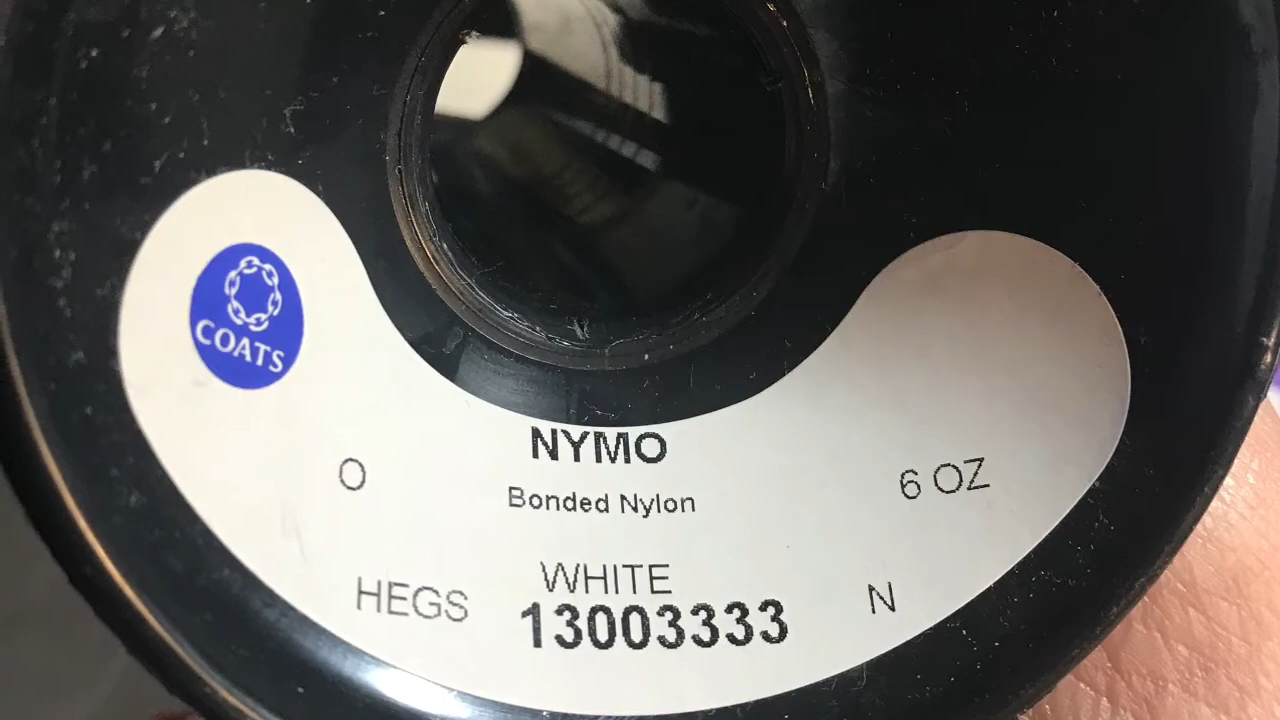 COATS
NYMO
O
Bonded Nylon
6 OZ
WHITE
HEGS
13003333
N